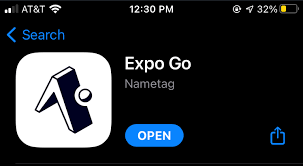 AT&T 12:30 PM 32%
Search
Expo Go
Nametag
OPEN